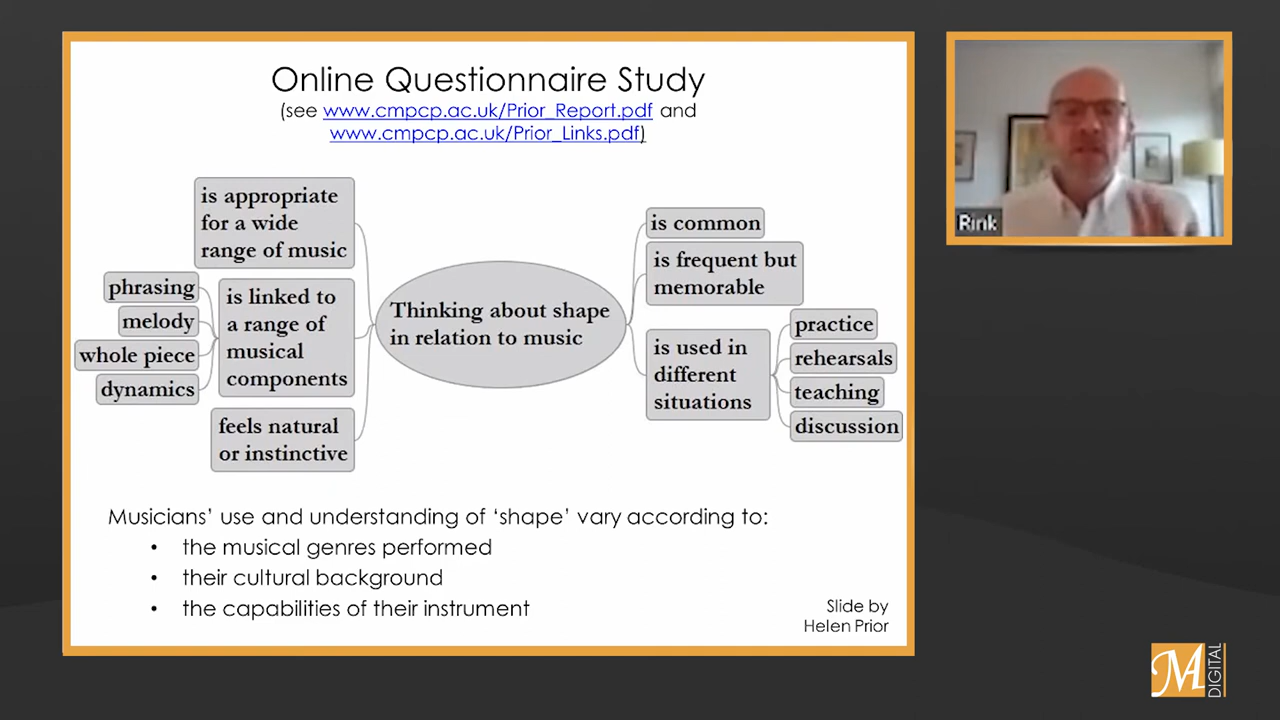 Online Questionnaire Study
(see www.cmpcp.ac.uk/Prior_Report.pdf and
www.cmpcp.ac.uk/Prior_Links.pdf)
is appropriate
for a wide
range of music
phrasing
melody
whole piece
dynamics
is linked to
a range of
musical
components
feels natural
or instinctive
Thinking about shape
in relation to music
is common
is frequent but
memorable
is used in
different
situations
practice
rehearsals
teaching
discussion
Musicians’ use and understanding of ‘shape’ vary according to:
• the musical genres performed
• their cultural background
• the capabilities of their instrument
Slide by
Helen Prior
Rink
M DIGITAL